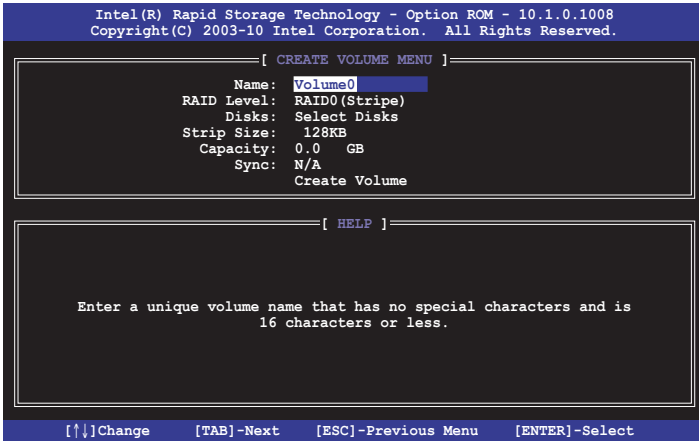 Intel(R) Rapid Storage Technology - Option ROM - 10.1.0.1008
Copyright(C) 2003-10 Intel Corporation. All Rights Reserved.
[ CREATE VOLUME MENU ]
Name: Volume0
RAID Level: RAID0(Stripe)
Disks: Select Disks
Strip Size: 128KB
Capacity: 0.0 GB
Sync: N/A
Create Volume
[ HELP ]
Enter a unique volume name that has no special characters and is
16 characters or less.
[↑↓]Change [TAB]-Next [ESC]-Previous Menu [ENTER]-Select